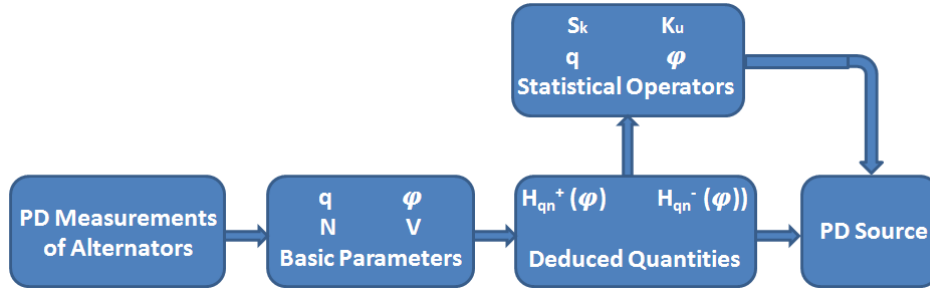 Sk Ku
q φ
Statistical Operators
PD Measurements
of Alternators
q φ
N V
Basic Parameters
Hqn+ (φ) Hqn- (φ))
Deduced Quantities
PD Source